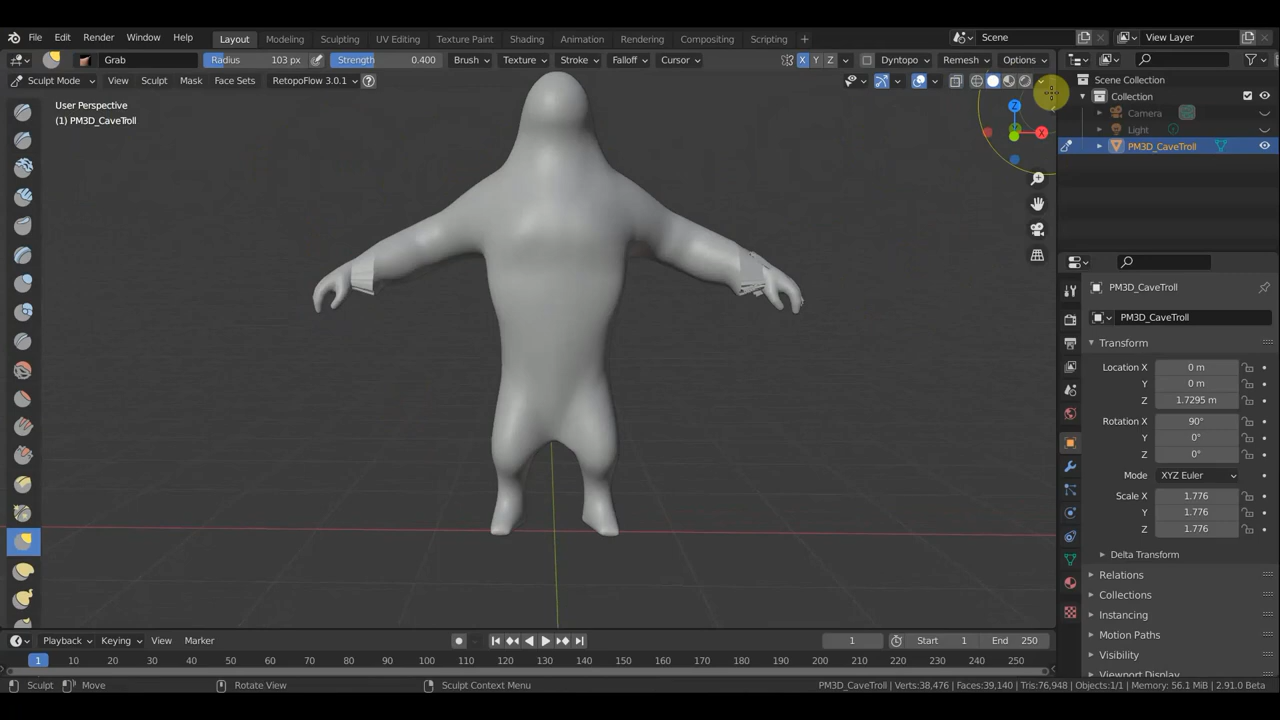 File Edit Render Window Help Layout Modeling Sculpting UV Editing Texture Paint Shading Animation Rendering Compositing Scripting + Scene View Layer
Grab Radius 103 px Strength 0.400 Brush Texture Stroke Falloff Cursor X Y Z Dyntopo Remesh Options
Sculpt Mode View Sculpt Mask Face Sets RetopoFlow 3.0.1 ?
Scene Collection
Collection
Camera
Light
PM3D_CaveTroll
User Perspective
(1) PM3D_CaveTroll
Z
X
Y
PM3D_CaveTroll
PM3D_CaveTroll
Transform
Location X 0 m
Y 0 m
Z 1.7295 m
Rotation X 90°
Y 0°
Z 0°
Mode XYZ Euler
Scale X 1.776
Y 1.776
Z 1.776
Delta Transform
Relations
Collections
Instancing
Motion Paths
Visibility
Viewport Display
Playback Keying View Marker 1 Start 1 End 250
1 10 20 30 40 50 60 70 80 90 100 110 120 130 140 150 160 170 180 190 200 210 220 230 240 250
Sculpt Move Rotate View Sculpt Context Menu PM3D_CaveTroll | Verts:38,476 | Faces:39,140 | Tris:76,948 | Objects:1/1 | Memory: 56.1 MiB | 2.91.0 Beta